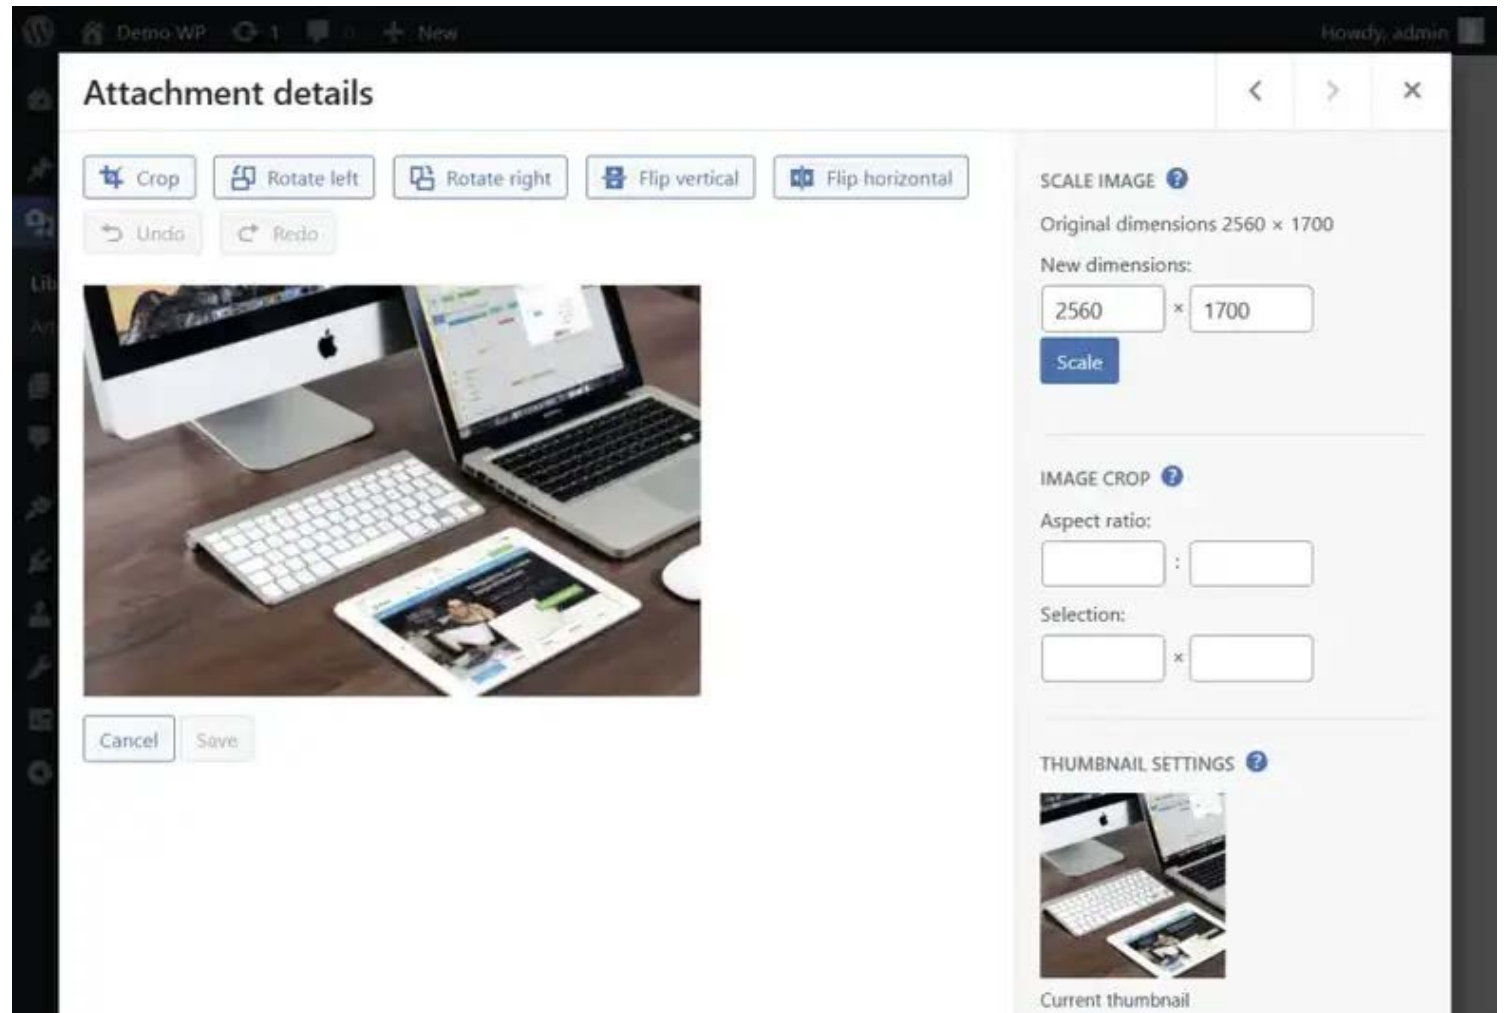 Demo WP 1 0 New
Howdy, admin
Attachment details
Crop Rotate left Rotate right Flip vertical Flip horizontal
Undo Redo
Cancel Save
SCALE IMAGE ?
Original dimensions 2560 × 1700
New dimensions:
2560 × 1700
Scale
IMAGE CROP ?
Aspect ratio:
:
Selection:
×
THUMBNAIL SETTINGS ?
Current thumbnail